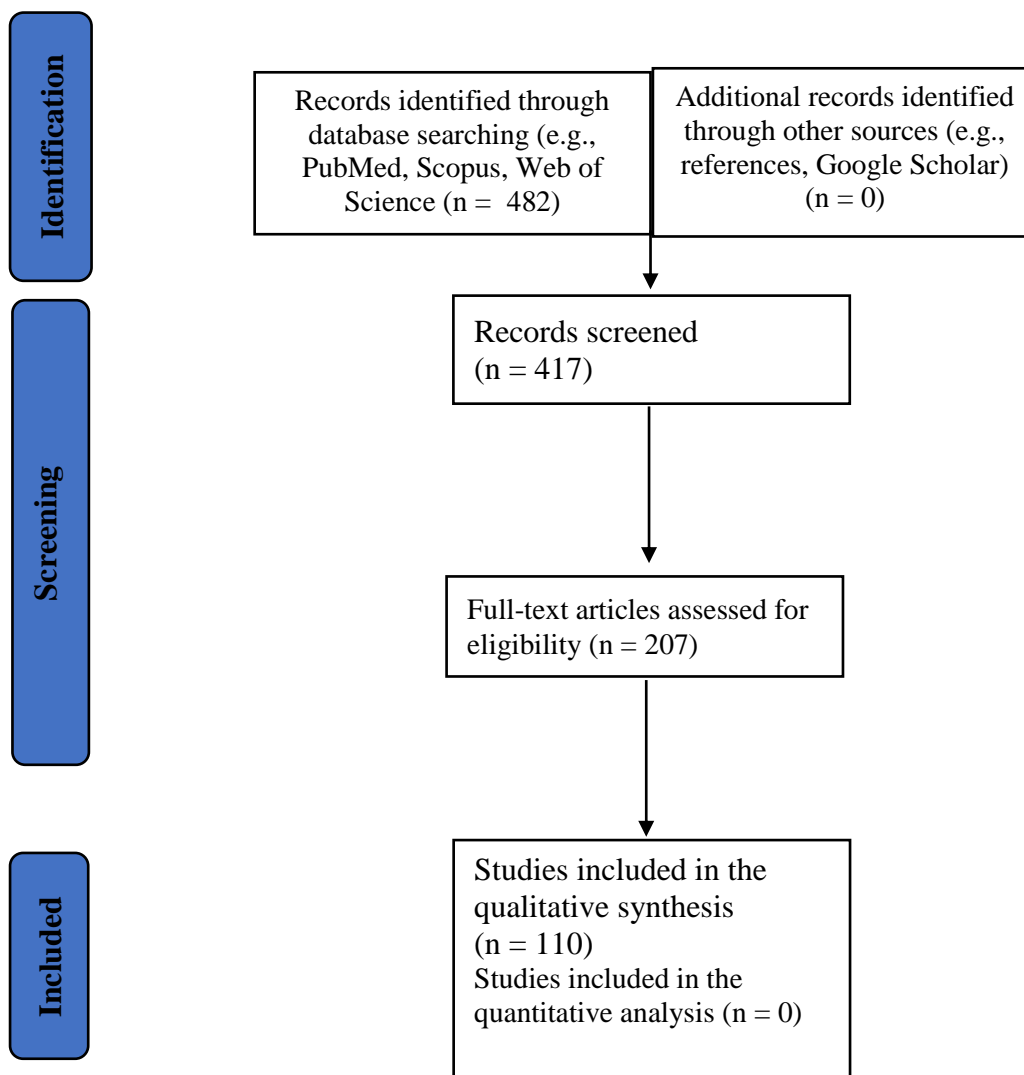 Identification
Records identified through
database searching (e.g.,
PubMed, Scopus, Web of
Science (n =  482)
Additional records identified
through other sources (e.g.,
references, Google Scholar)
(n = 0)
Screening
Records screened
(n = 417)
Full-text articles assessed for
eligibility (n = 207)
Included
Studies included in the
qualitative synthesis
(n = 110)
Studies included in the
quantitative analysis (n = 0)